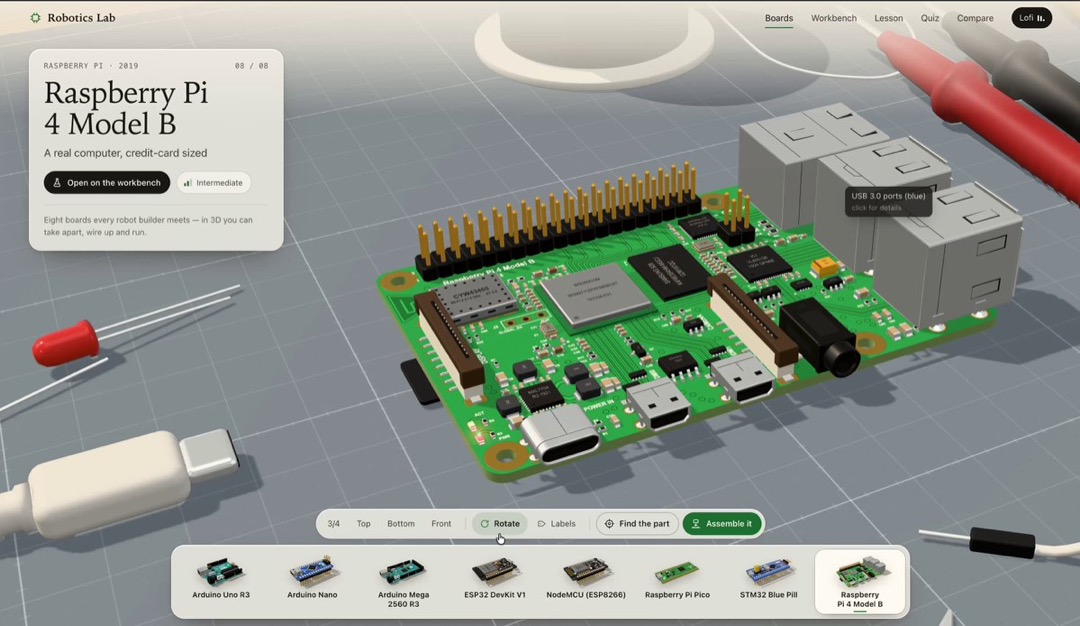 Robotics Lab
Boards
Workbench
Lesson
Quiz
Compare
Lofi
RASPBERRY PI · 2019
08 / 08
Raspberry Pi
4 Model B
A real computer, credit-card sized
Open on the workbench
Intermediate
Eight boards every robot builder meets — in 3D you can
take apart, wire up and run.
USB 3.0 ports (blue)
click for details
Raspberry Pi 4 Model B
CYW43455
POWER IN
ACT
PWR
3/4
Top
Bottom
Front
Rotate
Labels
Find the part
Assemble it
Arduino Uno R3
Arduino Nano
Arduino Mega
2560 R3
ESP32 DevKit V1
NodeMCU (ESP8266)
Raspberry Pi Pico
STM32 Blue Pill
Raspberry
Pi 4 Model B